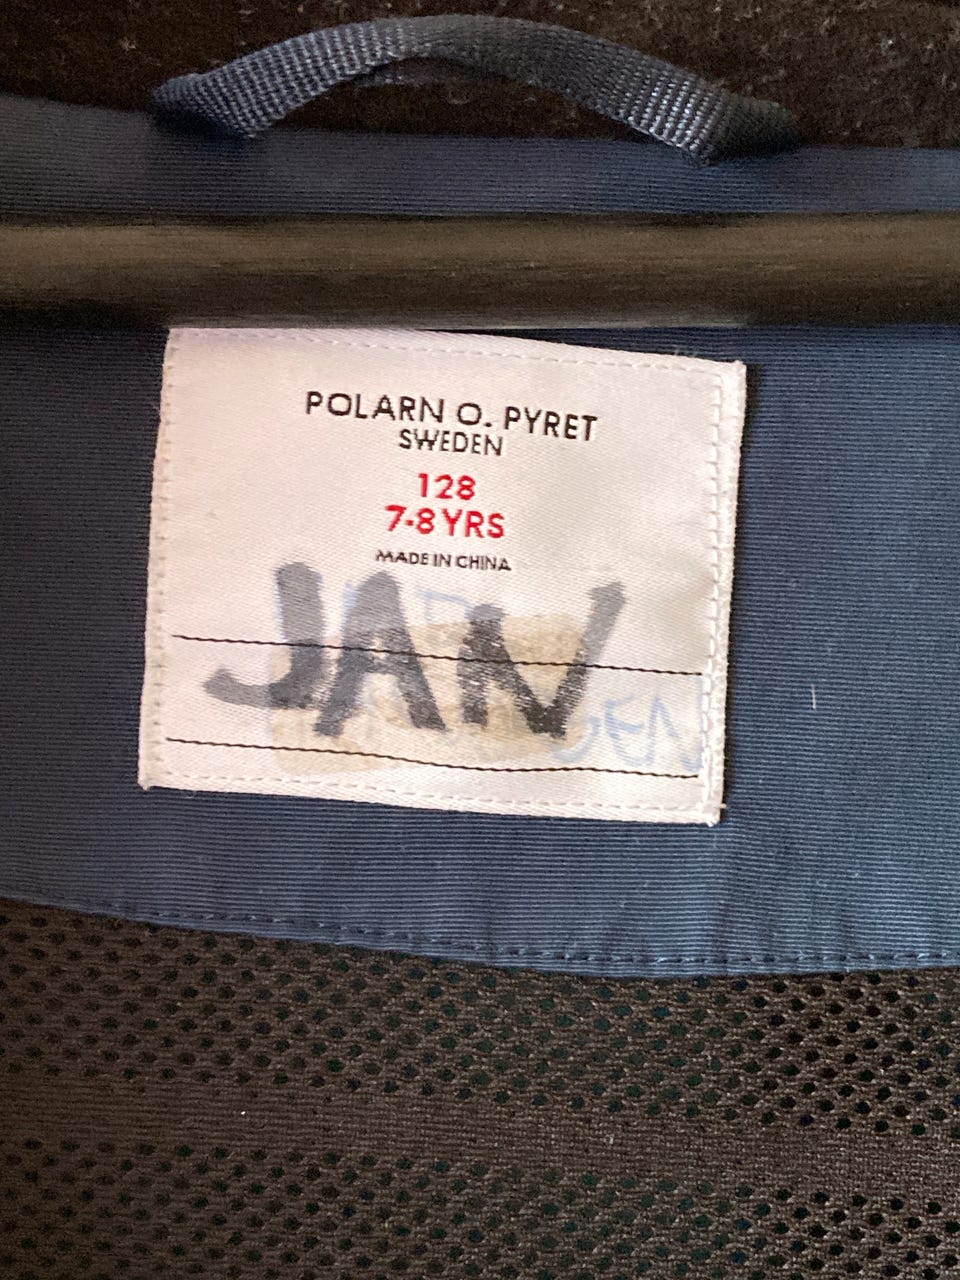 POLARN O. PYRET
SWEDEN
128
7-8 YRS
MADE IN CHINA
JAN